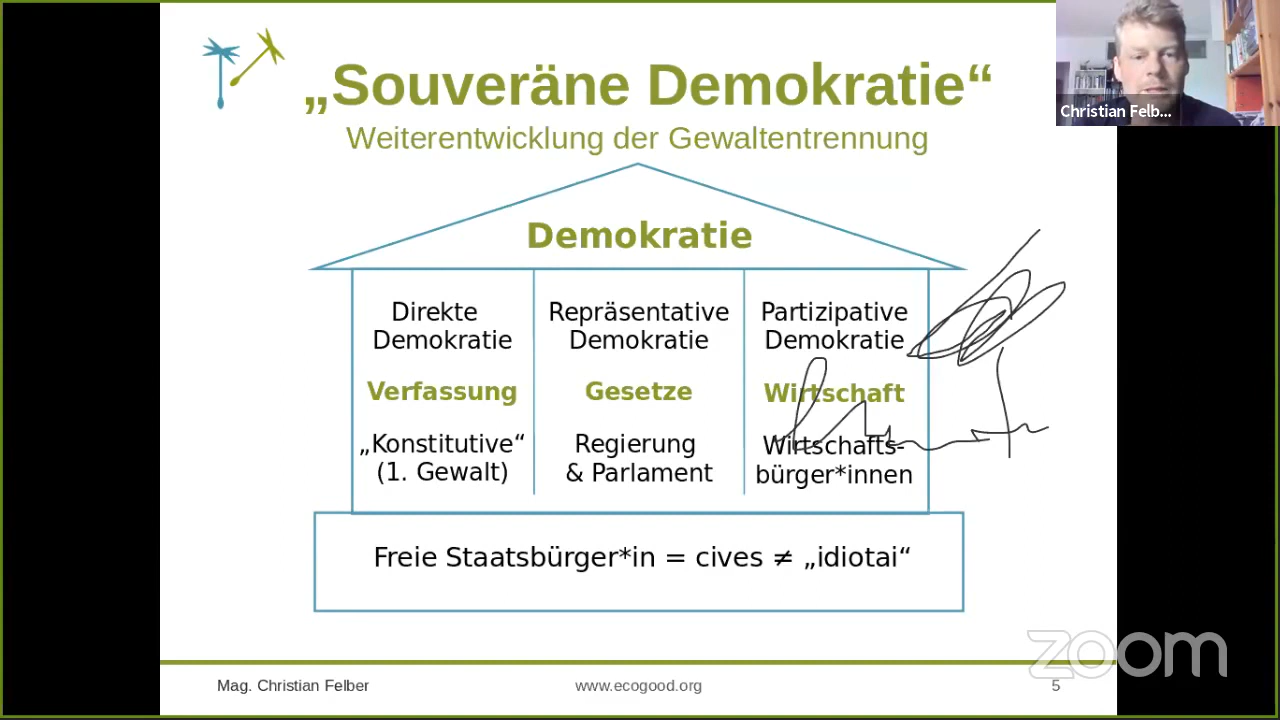 „Souveräne Demokratie“
Weiterentwicklung der Gewaltentrennung
Christian Felb...
Demokratie
Direkte
Demokratie
Verfassung
„Konstitutive“
(1. Gewalt)
Repräsentative
Demokratie
Gesetze
Regierung
& Parlament
Partizipative
Demokratie
Wirtschaft
Wirtschafts-
bürger*innen
Freie Staatsbürger*in = cives ≠ „idiotai“
zoom
Mag. Christian Felber
www.ecogood.org
5